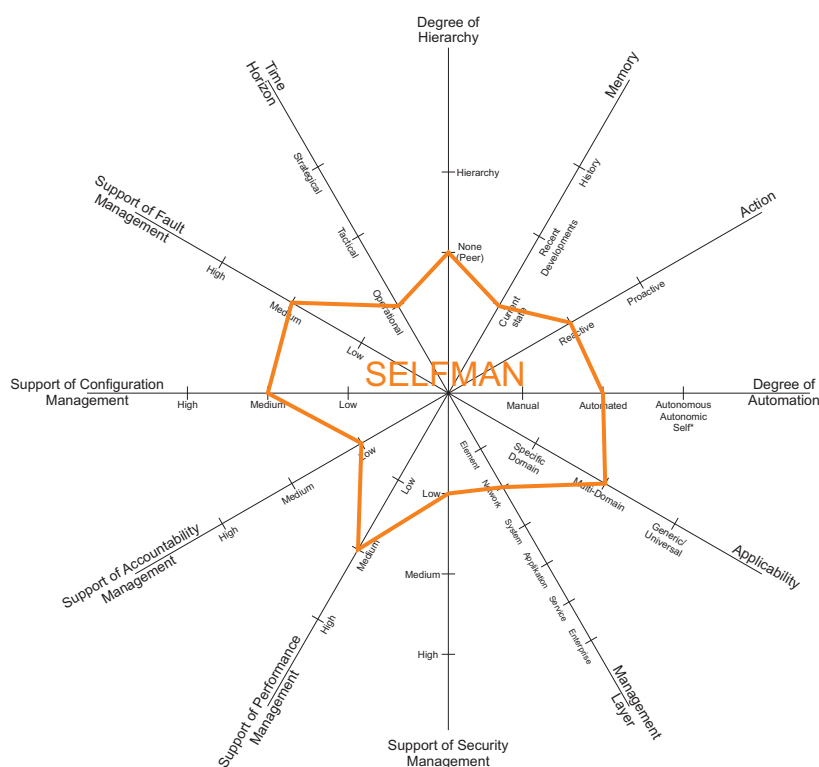 Degree of
Hierarchy
Time
Horizon
Memory
Strategical
Hierarchy
History
Support of Fault
Management
Action
Tactical
None
(Peer)
Recent
Developments
High
Proactive
Medium
Operational
Current
state
Reactive
Low
SELFMAN
Support of Configuration
Management
High
Medium
Low
Manual
Automated
Autonomous
Autonomic
Self*
Degree of
Automation
Low
Element
Specific
Domain
Medium
Low
Low
Network
Multi-Domain
High
System
Generic/
Universal
Support of Accountability
Management
Medium
Medium
Applikation
Applicability
High
Service
High
Enterprise
Support of Performance
Management
Management
Layer
Support of Security
Management